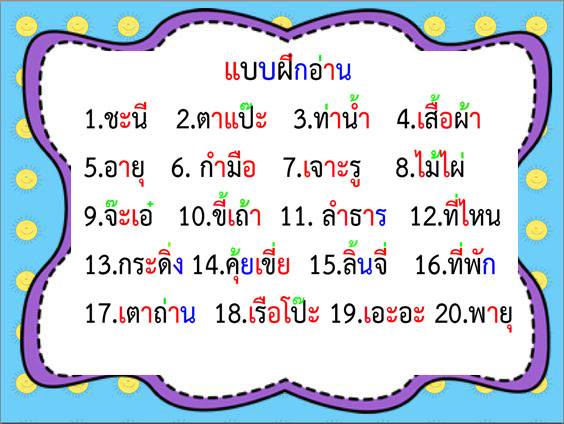 แบบฝึกอ่าน
1.ชะนี 2.ตาแป๊ะ 3.ท่าน้ำ 4.เสื้อผ้า
5.อายุ 6. กำมือ 7.เจาะรู 8.ไม้ไผ่
9.จ๊ะเอ๋ 10.ขี้เถ้า 11. ลำธาร 12.ที่ไหน
13.กระดิ่ง 14.คุ้ยเขี่ย 15.ลิ้นจี่ 16.ที่พัก
17.เตาถ่าน 18.เรือโป๊ะ 19.เอะอะ 20.พายุ